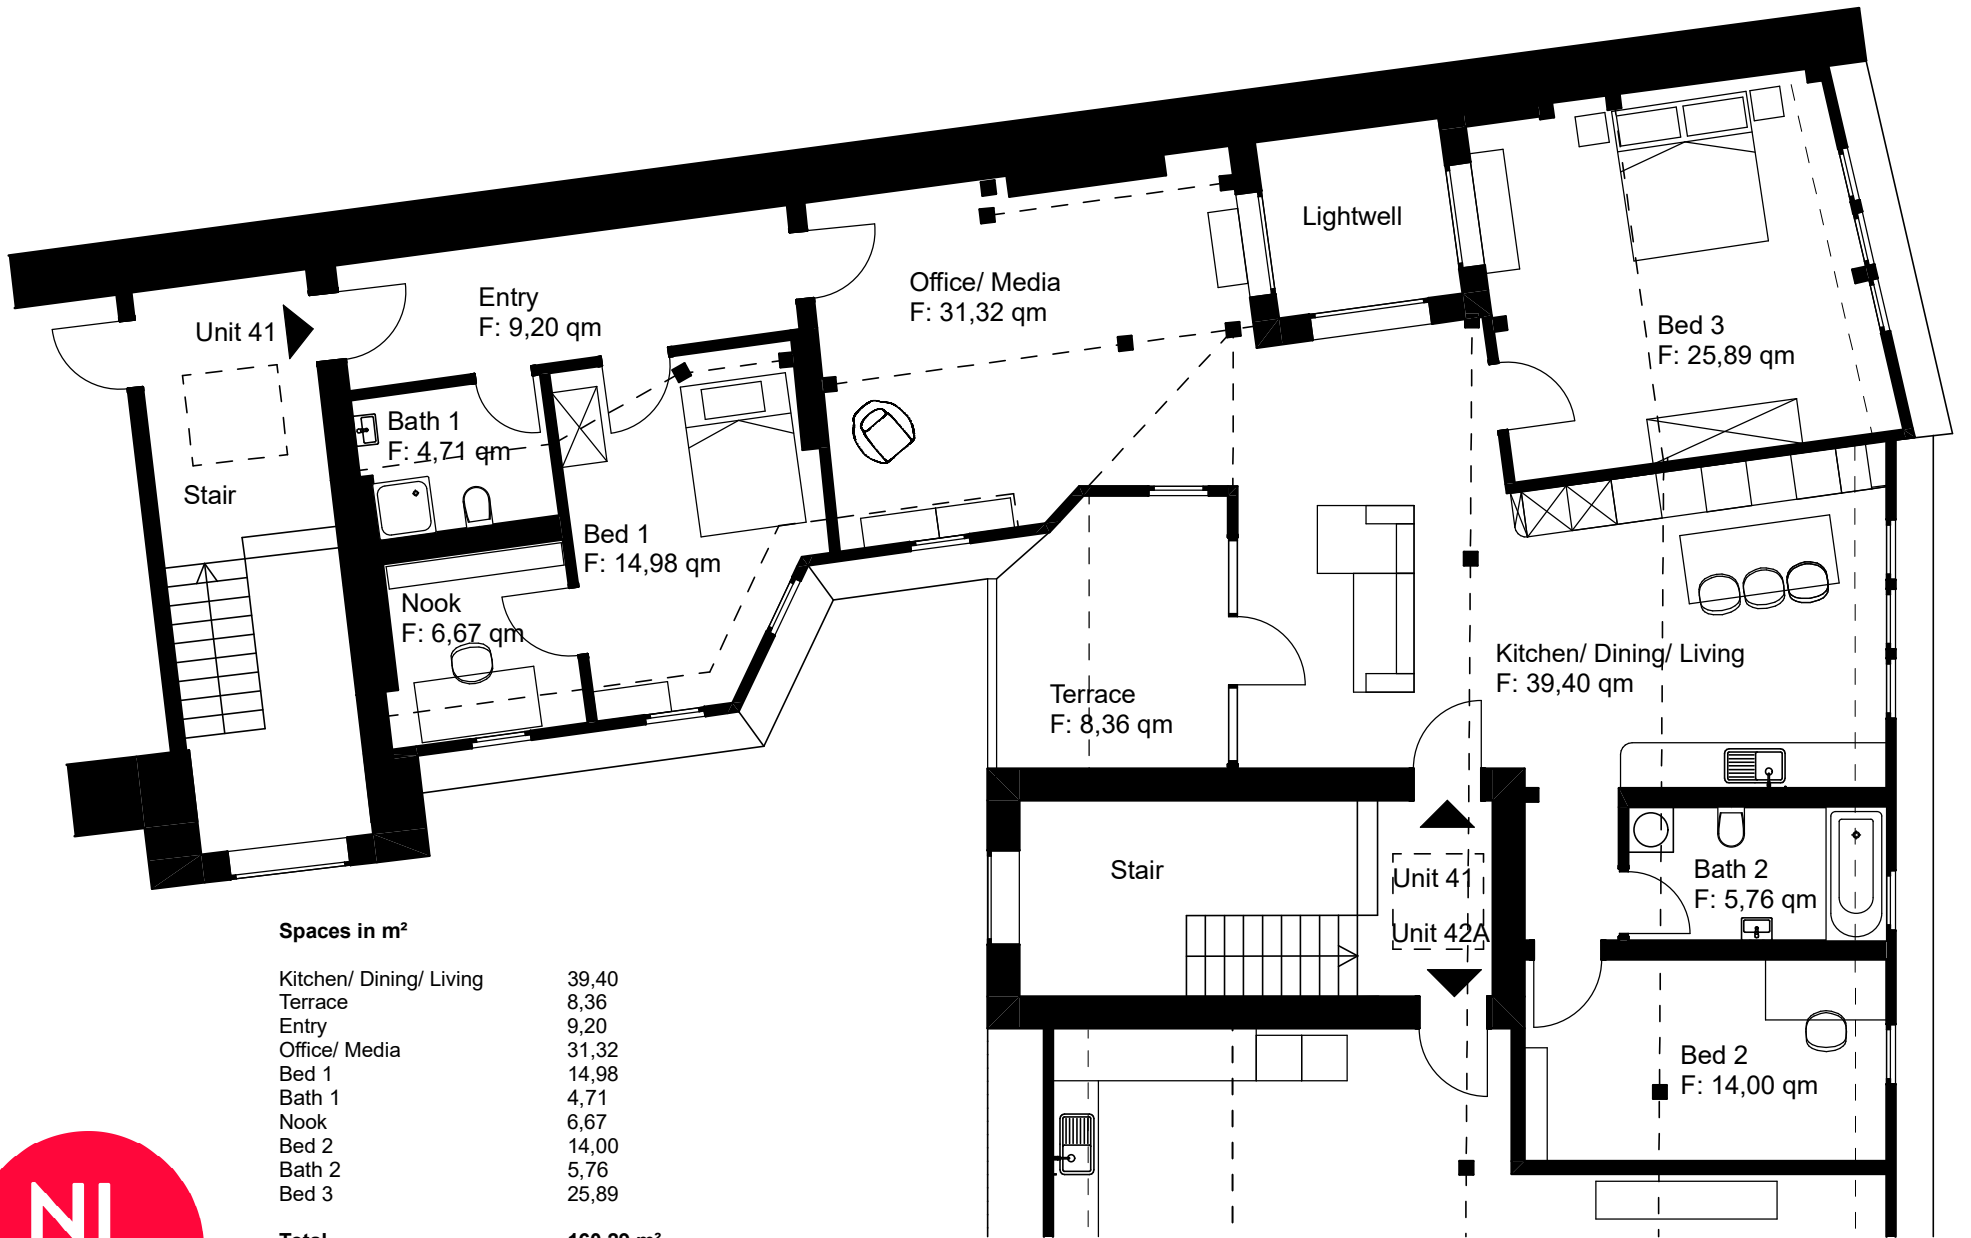 Lightwell
Office/ Media
F: 31,32 qm
Entry
F: 9,20 qm
Unit 41
Bed 3
F: 25,89 qm
Bath 1
F: 4,71 qm
Stair
Bed 1
F: 14,98 qm
Nook
F: 6,67 qm
Kitchen/ Dining/ Living
F: 39,40 qm
Terrace
F: 8,36 qm
Stair
Unit 41
Unit 42A
Bath 2
F: 5,76 qm
Bed 2
F: 14,00 qm
Spaces in m²
Kitchen/ Dining/ Living 39,40
Terrace 8,36
Entry 9,20
Office/ Media 31,32
Bed 1 14,98
Bath 1 4,71
Nook 6,67
Bed 2 14,00
Bath 2 5,76
Bed 3 25,89
Total 160,29 m²